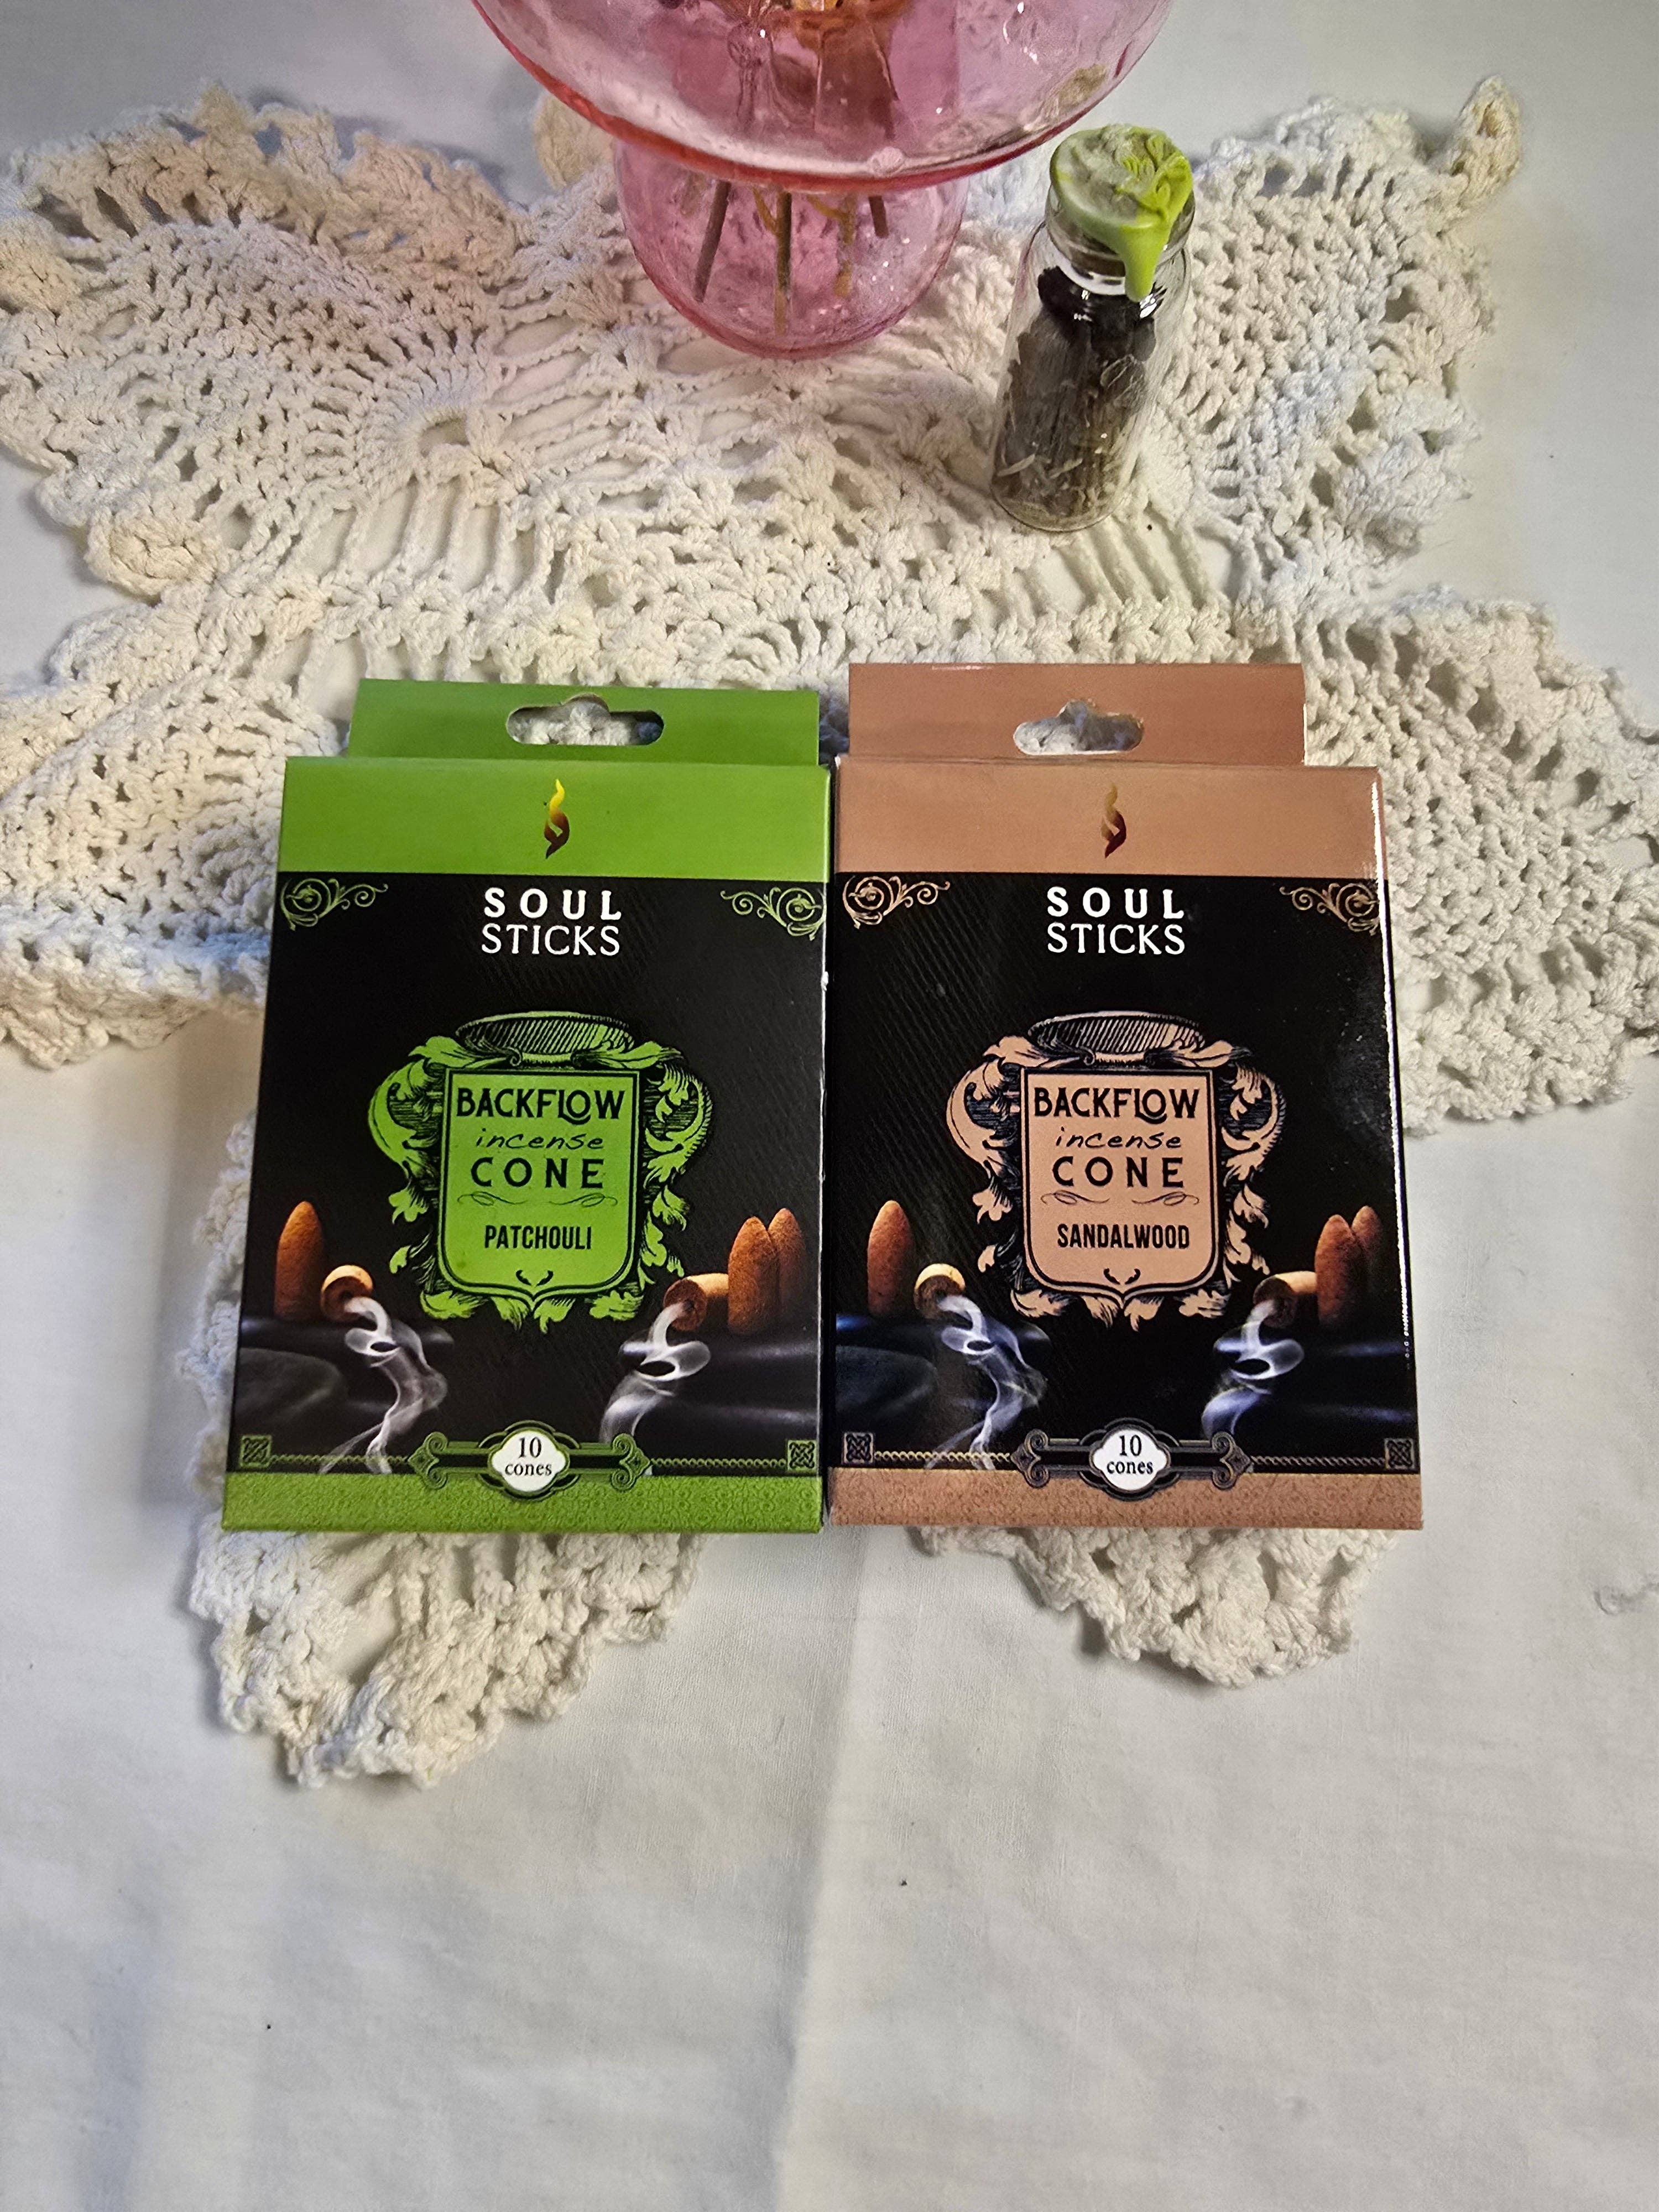 SOUL
STICKS
BACKFLOW
incense
CONE
PATCHOULI
10
cones
SOUL
STICKS
BACKFLOW
incense
CONE
SANDALWOOD
10
cones